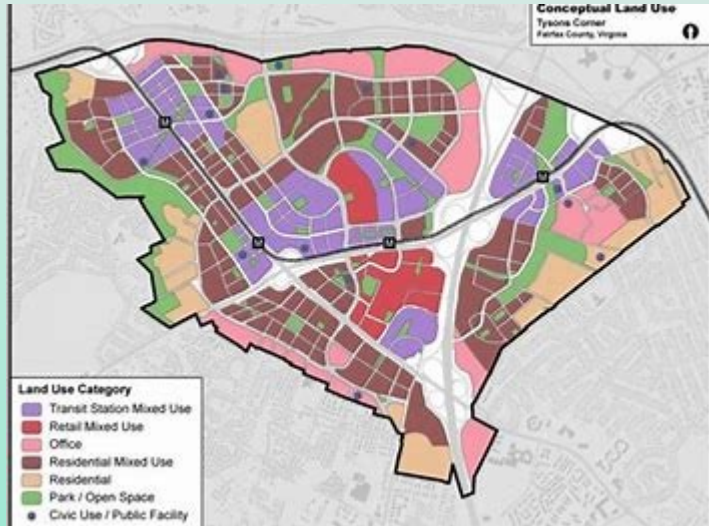 Conceptual Land Use
Tysons Corner
Fairfax County, Virginia
M
M
M
M
Land Use Category
Transit Station Mixed Use
Retail Mixed Use
Office
Residential Mixed Use
Residential
Park / Open Space
Civic Use / Public Facility